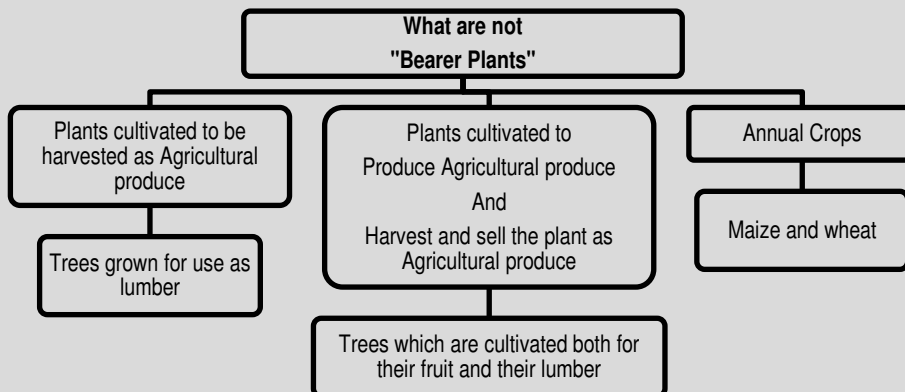 What are not
"Bearer Plants"
Plants cultivated to be
harvested as Agricultural
produce
Trees grown for use as
lumber
Plants cultivated to
Produce Agricultural produce
And
Harvest and sell the plant as
Agricultural produce
Trees which are cultivated both for
their fruit and their lumber
Annual Crops
Maize and wheat